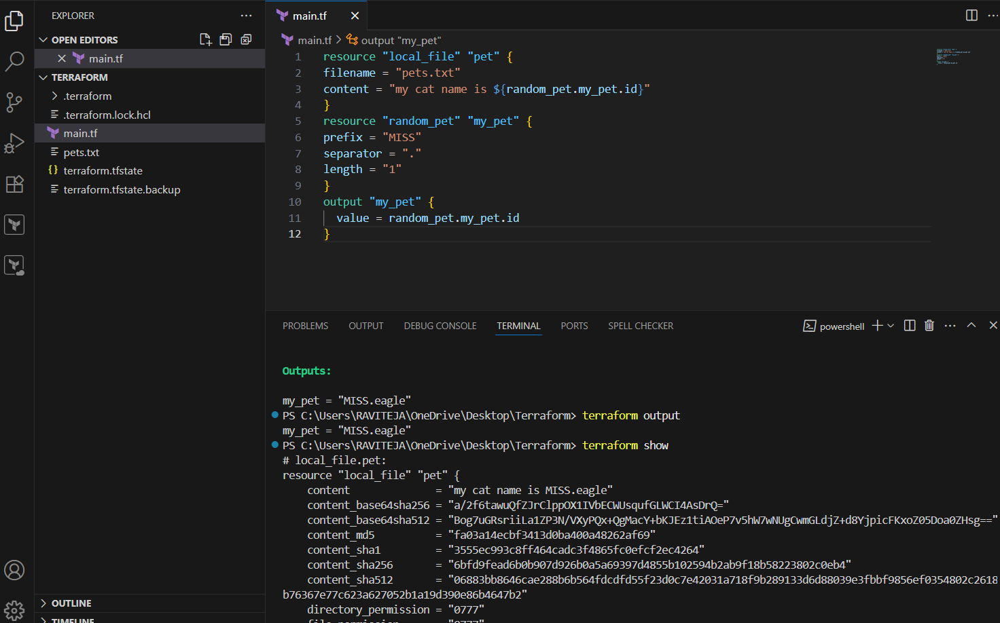 EXPLORER
OPEN EDITORS
main.tf
TERRAFORM
.terraform
.terraform.lock.hcl
main.tf
pets.txt
terraform.tfstate
terraform.tfstate.backup
OUTLINE
TIMELINE
main.tf
main.tf > output "my_pet"
1 resource "local_file" "pet" {
2 filename = "pets.txt"
3 content = "my cat name is ${random_pet.my_pet.id}"
4 }
5 resource "random_pet" "my_pet" {
6 prefix = "MISS"
7 separator = "."
8 length = "1"
9 }
10 output "my_pet" {
11 value = random_pet.my_pet.id
12 }
PROBLEMS OUTPUT DEBUG CONSOLE TERMINAL PORTS SPELL CHECKER powershell
Outputs:
my_pet = "MISS.eagle"
PS C:\Users\RAVITEJA\OneDrive\Desktop\Terraform> terraform output
my_pet = "MISS.eagle"
PS C:\Users\RAVITEJA\OneDrive\Desktop\Terraform> terraform show
# local_file.pet:
resource "local_file" "pet" {
content = "my cat name is MISS.eagle"
content_base64sha256 = "a/2f6tawuQfZJrClppOX1IVbECWUsqufGLWCI4AsDrQ="
content_base64sha512 = "Bog7uGRsriiLa1ZP3N/VXyPQx+QgMacY+bKJEz1tiAOeP7v5hW7wNUgCwmGLdjZ+d8YjpicFKxoZ05Doa0ZHsg=="
content_md5 = "fa03a14ecbf3413d0ba400a48262af69"
content_sha1 = "3555ec993c8ff464cadc3f4865fc0efcf2ec4264"
content_sha256 = "6bfd9fead6b0b907d926b0a5a69397d4855b102594b2ab9f18b58223802c0eb4"
content_sha512 = "06883bb8646cae288b6b564fdcdfd55f23d0c7e42031a718f9b289133d6d88039e3fbbf9856ef0354802c2618
b76367e77c623a627052b1a19d390e86b4647b2"
directory_permission = "0777"
file_permission = "0777"